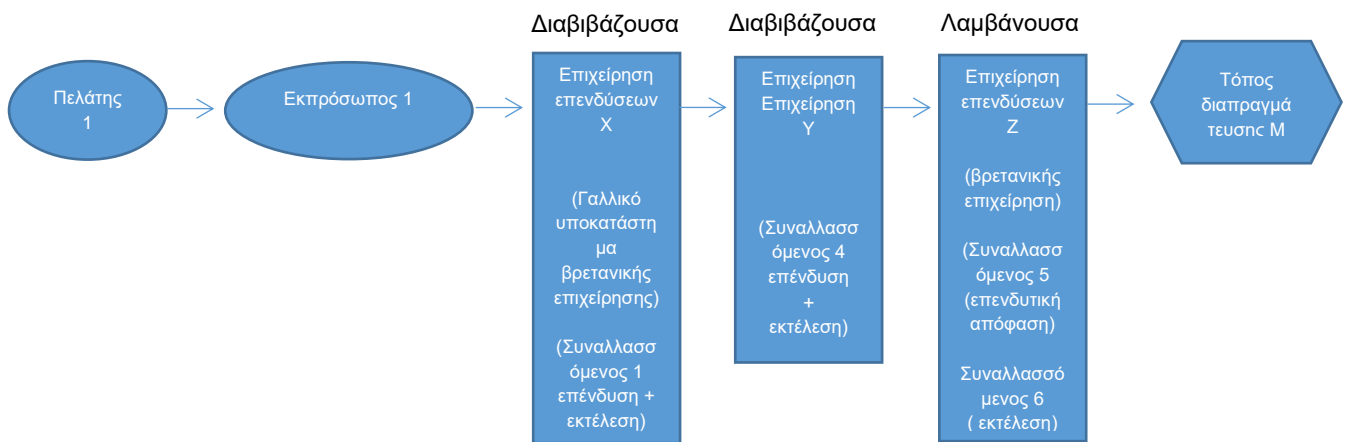 Διαβιβάζουσα
Διαβιβάζουσα
Λαμβάνουσα
Πελάτης
1
Εκπρόσωπος 1
Επιχείρηση
επενδύσεων
X
(Γαλλικό
υποκατάστη
μα
βρετανικής
επιχείρησης)
(Συναλλασσ
όμενος 1
επένδυση +
εκτέλεση)
Επιχείρηση
Επιχείρηση
Y
(Συναλλασσ
όμενος 4
επένδυση
+
εκτέλεση)
Επιχείρηση
επενδύσεων
Z
(βρετανικής
επιχείρηση)
(Συναλλασσ
όμενος 5
(επενδυτική
απόφαση)
Συναλλασσό
μενος 6
( εκτέλεση)
Τόπος
διαπραγμά
τευσης M